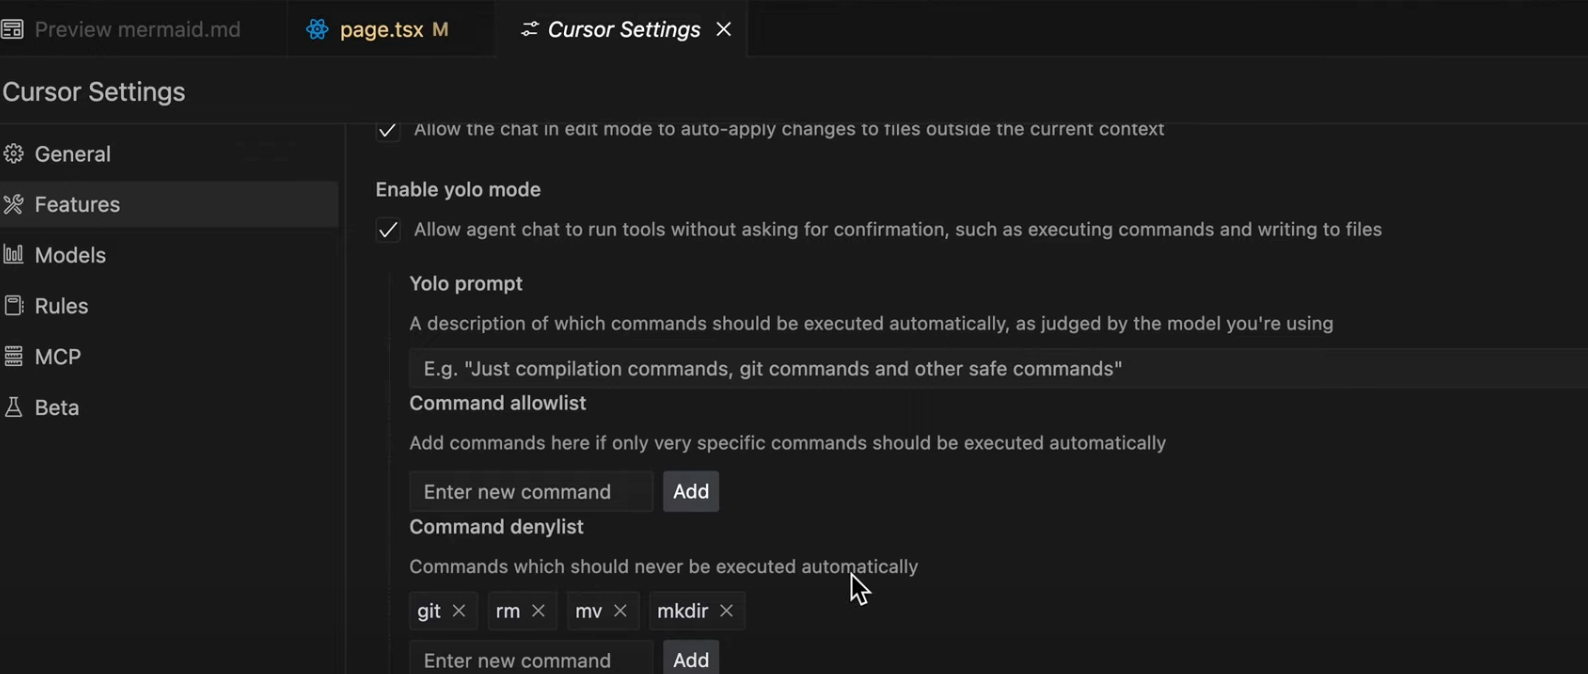 Preview mermaid.md
page.tsx M
Cursor Settings
Cursor Settings
General
Features
Models
Rules
MCP
Beta
Allow the chat in edit mode to auto-apply changes to files outside the current context
Enable yolo mode
Allow agent chat to run tools without asking for confirmation, such as executing commands and writing to files
Yolo prompt
A description of which commands should be executed automatically, as judged by the model you're using
E.g. "Just compilation commands, git commands and other safe commands"
Command allowlist
Add commands here if only very specific commands should be executed automatically
Enter new command
Add
Command denylist
Commands which should never be executed automatically
git
rm
mv
mkdir
Enter new command
Add